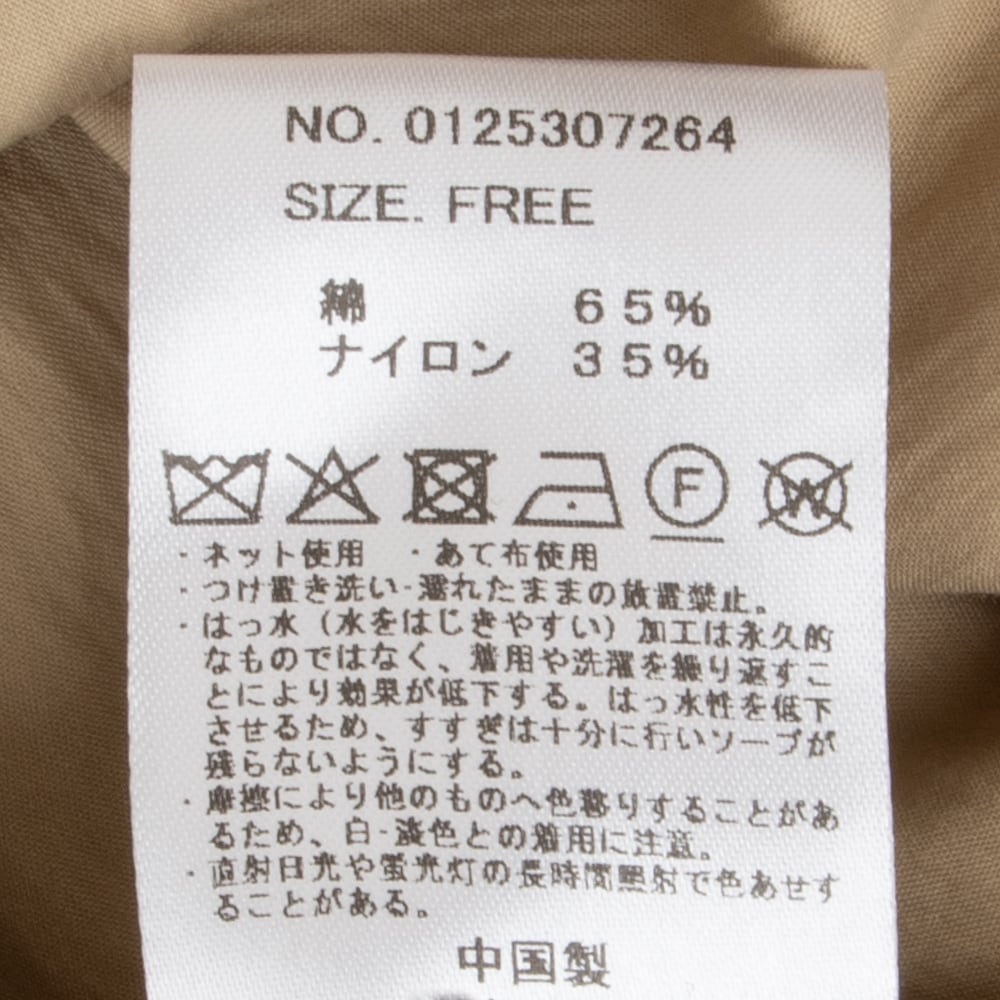 NO. 0125307264
SIZE. FREE
綿 65%
ナイロン 35%
F W
・ネット使用 ・あて布使用
・つけ置き洗い・濡れたままの放置禁止。
・はっ水（水をはじきやすい）加工は永久的
なものではなく、着用や洗濯を繰り返すこ
とにより効果が低下する。はっ水性を低下
させるため、すすぎは十分に行いソープが
残らないようにする。
・摩擦により他のものへ色移りすることがあ
るため、白・淡色との着用に注意。
・直射日光や蛍光灯の長時間照射で色あせす
ることがある。
中国製